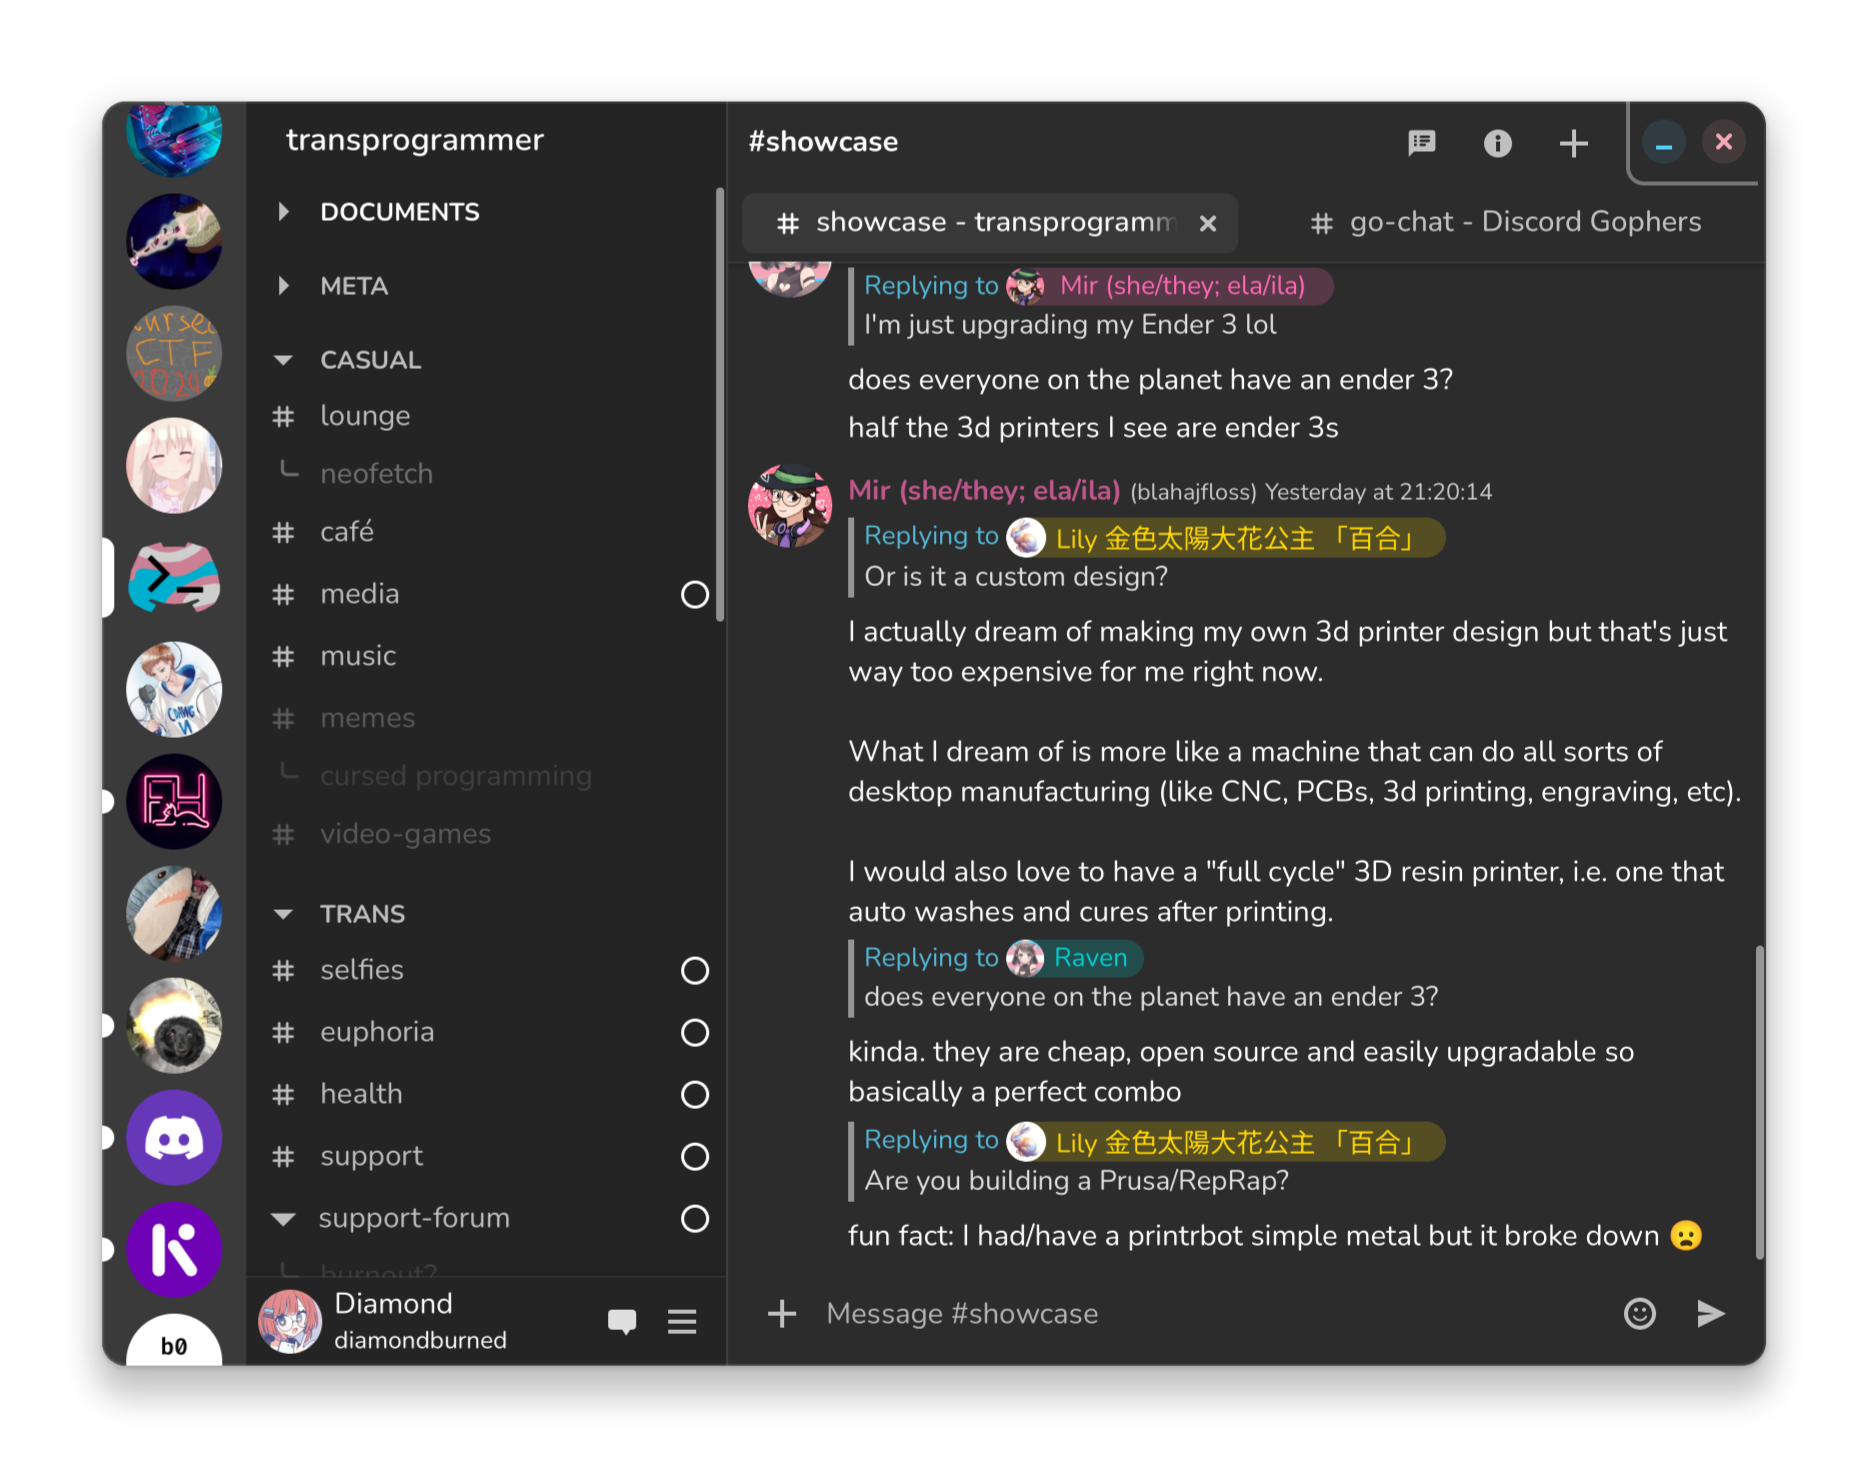 transprogrammer
DOCUMENTS
META
CASUAL
# lounge
neofetch
# café
# media
# music
# memes
cursed programming
# video-games
TRANS
# selfies
# euphoria
# health
# support
support-forum
burnout?
Diamond
diamondburned
CTF
2024
b0
#showcase
# showcase - transprogramm
# go-chat - Discord Gophers
Replying to Mir (she/they; ela/ila)
I'm just upgrading my Ender 3 lol
does everyone on the planet have an ender 3?
half the 3d printers I see are ender 3s
Mir (she/they; ela/ila) (blahajfloss) Yesterday at 21:20:14
Replying to Lily 金色太陽大花公主 「百合」
Or is it a custom design?
I actually dream of making my own 3d printer design but that's just
way too expensive for me right now.
What I dream of is more like a machine that can do all sorts of
desktop manufacturing (like CNC, PCBs, 3d printing, engraving, etc).
I would also love to have a "full cycle" 3D resin printer, i.e. one that
auto washes and cures after printing.
Replying to Raven
does everyone on the planet have an ender 3?
kinda. they are cheap, open source and easily upgradable so
basically a perfect combo
Replying to Lily 金色太陽大花公主 「百合」
Are you building a Prusa/RepRap?
fun fact: I had/have a printrbot simple metal but it broke down 😦
Message #showcase